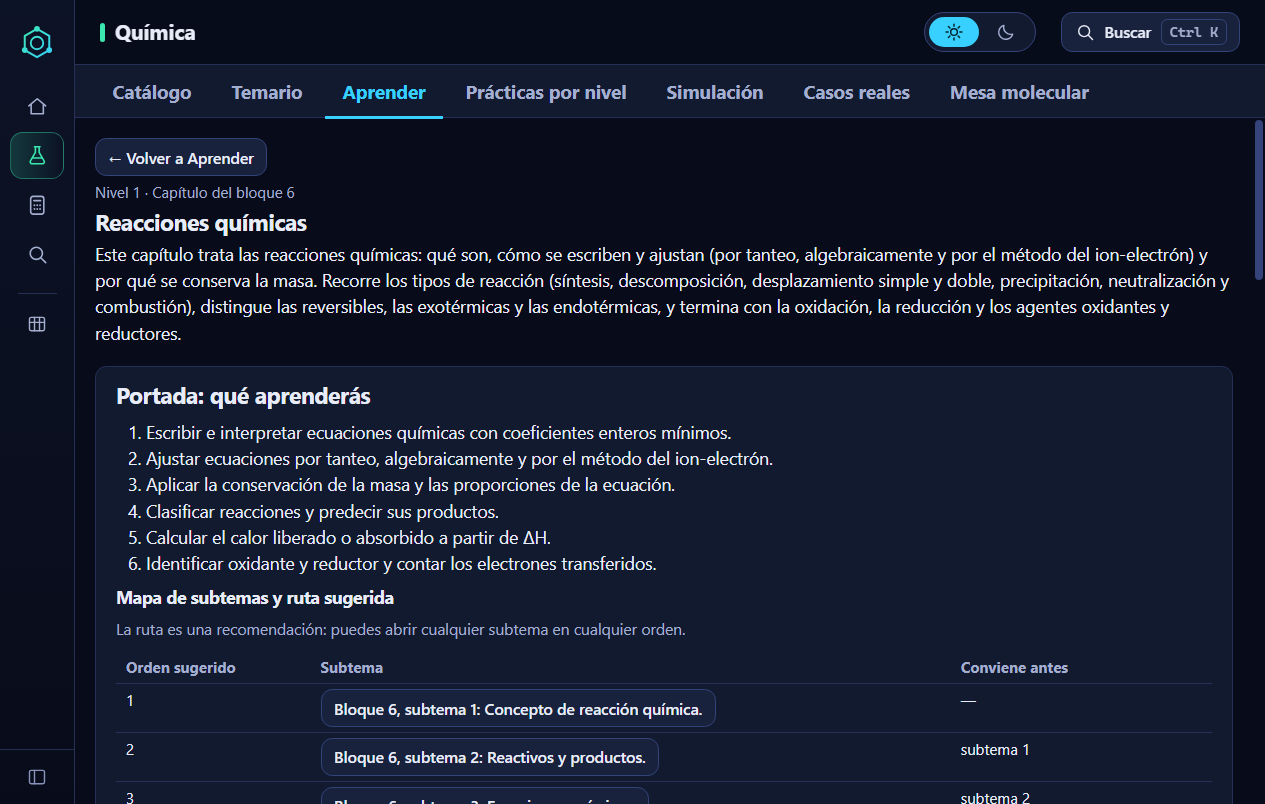 Química
Buscar
Ctrl K
Catálogo
Temario
Aprender
Prácticas por nivel
Simulación
Casos reales
Mesa molecular
← Volver a Aprender
Nivel 1 · Capítulo del bloque 6
Reacciones químicas
Este capítulo trata las reacciones químicas: qué son, cómo se escriben y ajustan (por tanteo, algebraicamente y por el método del ion-electrón) y
por qué se conserva la masa. Recorre los tipos de reacción (síntesis, descomposición, desplazamiento simple y doble, precipitación, neutralización y
combustión), distingue las reversibles, las exotérmicas y las endotérmicas, y termina con la oxidación, la reducción y los agentes oxidantes y
reductores.
Portada: qué aprenderás
1. Escribir e interpretar ecuaciones químicas con coeficientes enteros mínimos.
2. Ajustar ecuaciones por tanteo, algebraicamente y por el método del ion-electrón.
3. Aplicar la conservación de la masa y las proporciones de la ecuación.
4. Clasificar reacciones y predecir sus productos.
5. Calcular el calor liberado o absorbido a partir de ΔH.
6. Identificar oxidante y reductor y contar los electrones transferidos.
Mapa de subtemas y ruta sugerida
La ruta es una recomendación: puedes abrir cualquier subtema en cualquier orden.
Orden sugerido Subtema Conviene antes
1 Bloque 6, subtema 1: Concepto de reacción química. —
2 Bloque 6, subtema 2: Reactivos y productos. subtema 1
3 subtema 2